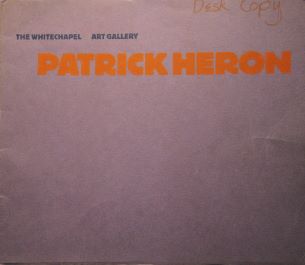 Desk Copy
THE WHITECHAPEL ART GALLERY
PATRICK HERON